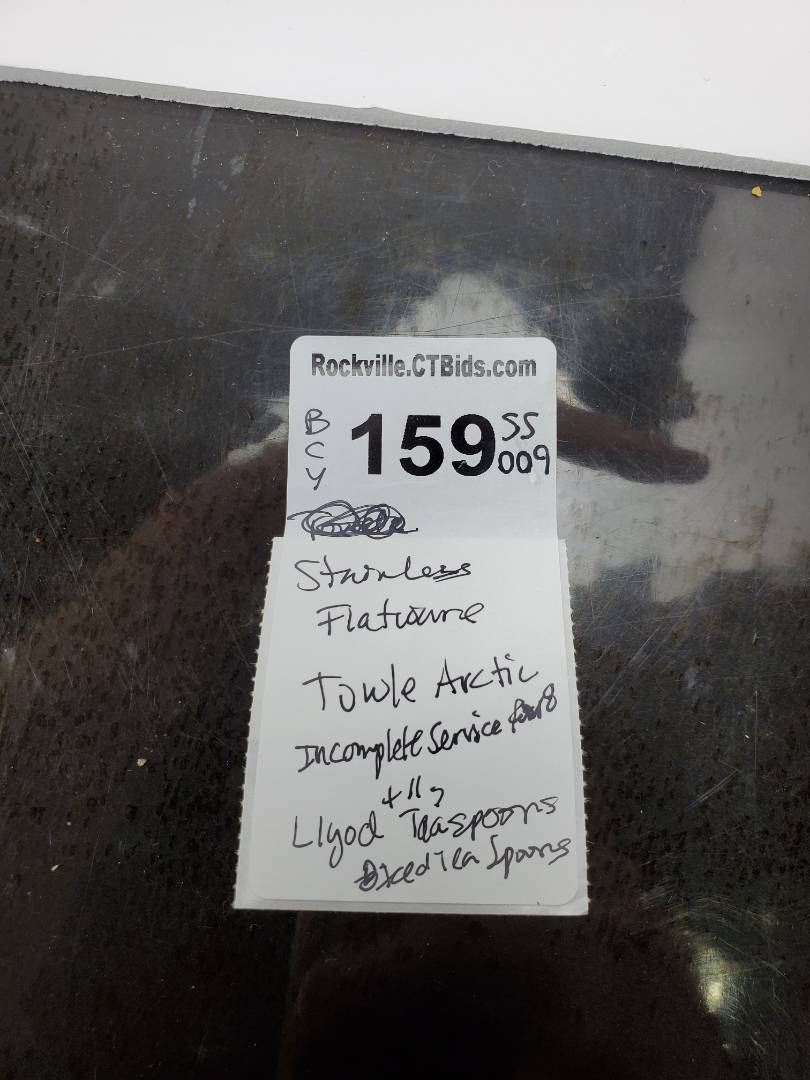 Rockville.CTBids.com
B
C
Y
159 SS
009
Stainless
Flatware
Towle Arctic
Incomplete Service for 8
+11
Llyod Teaspoons
Iced Tea Spoons